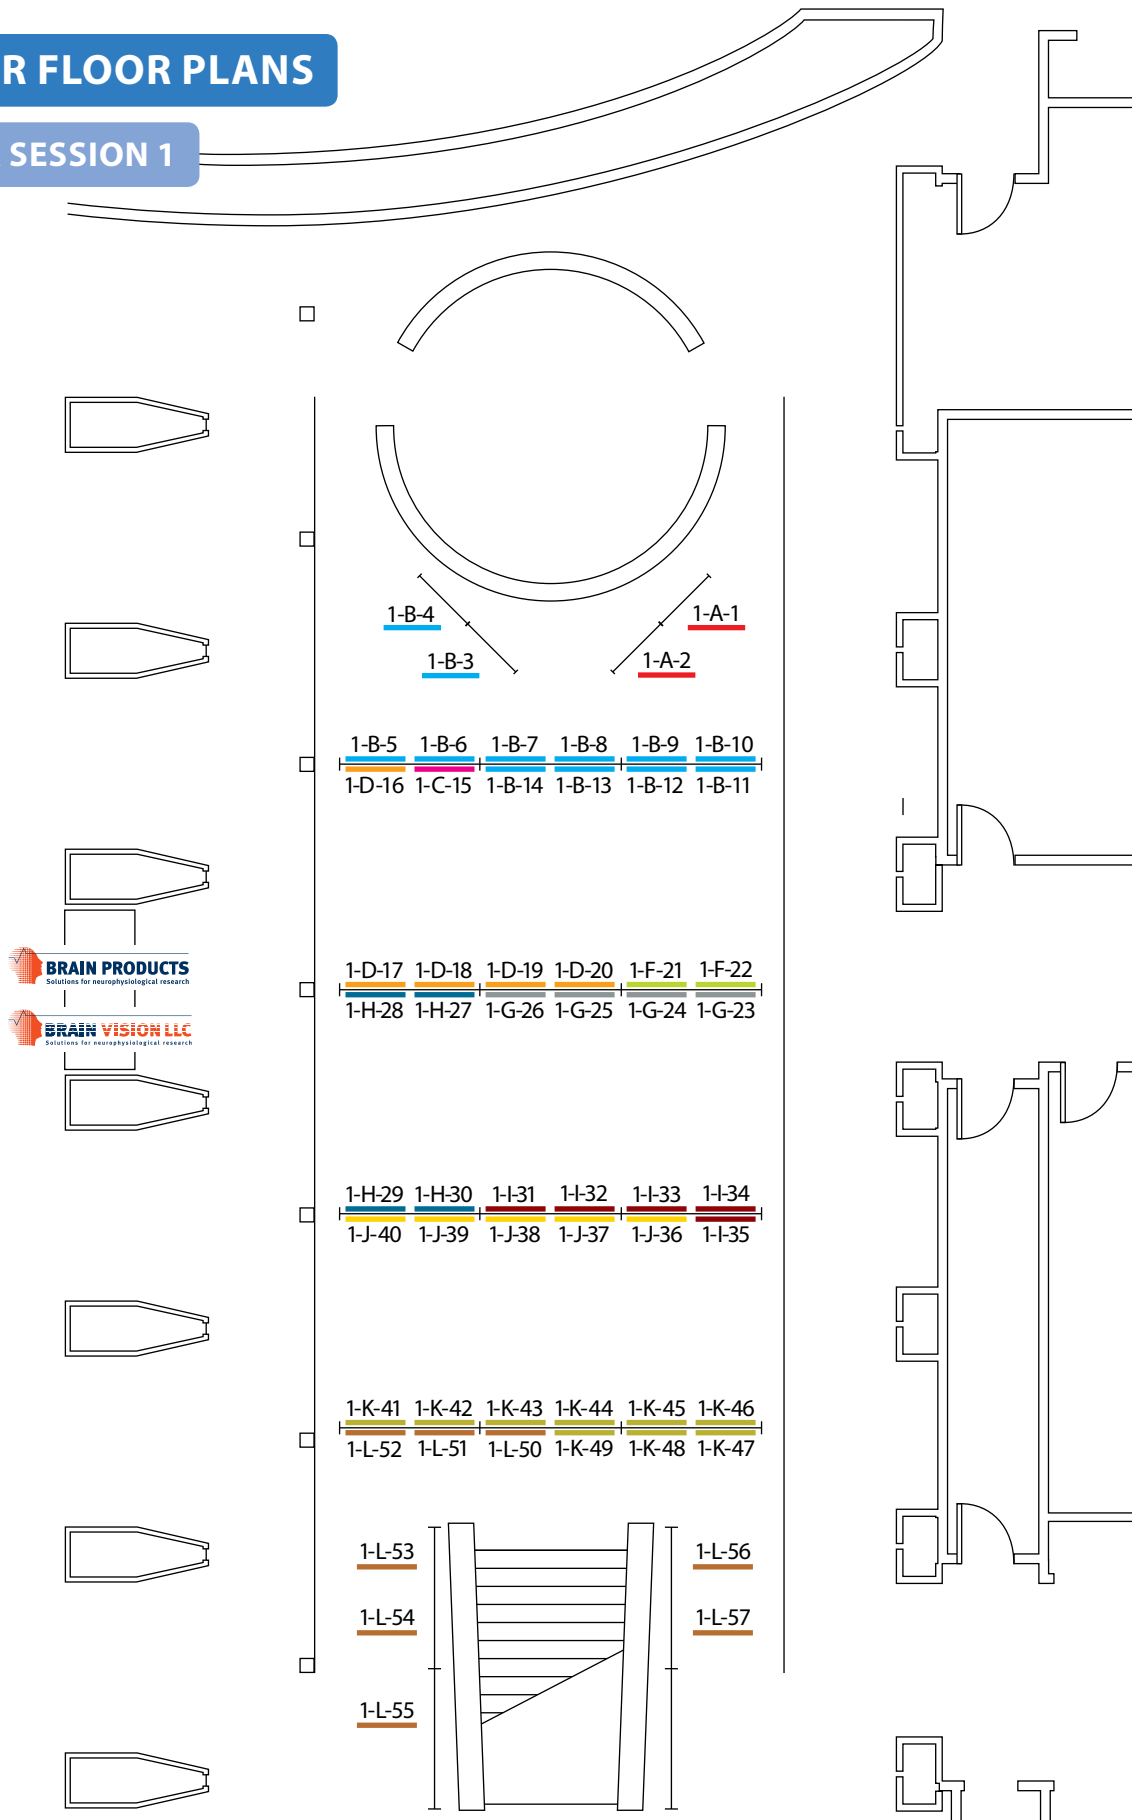 R FLOOR PLANS
SESSION 1
1-B-4
1-A-1
1-B-3
1-A-2
1-B-5 1-B-6 1-B-7 1-B-8 1-B-9 1-B-10
1-D-16 1-C-15 1-B-14 1-B-13 1-B-12 1-B-11
BRAIN PRODUCTS
Solutions for neurophysiological research
BRAIN VISION LLC
Solutions for neurophysiological research
1-D-17 1-D-18 1-D-19 1-D-20 1-F-21 1-F-22
1-H-28 1-H-27 1-G-26 1-G-25 1-G-24 1-G-23
1-H-29 1-H-30 1-I-31 1-I-32 1-I-33 1-I-34
1-J-40 1-J-39 1-J-38 1-J-37 1-J-36 1-I-35
1-K-41 1-K-42 1-K-43 1-K-44 1-K-45 1-K-46
1-L-52 1-L-51 1-L-50 1-K-49 1-K-48 1-K-47
1-L-53
1-L-56
1-L-54
1-L-57
1-L-55